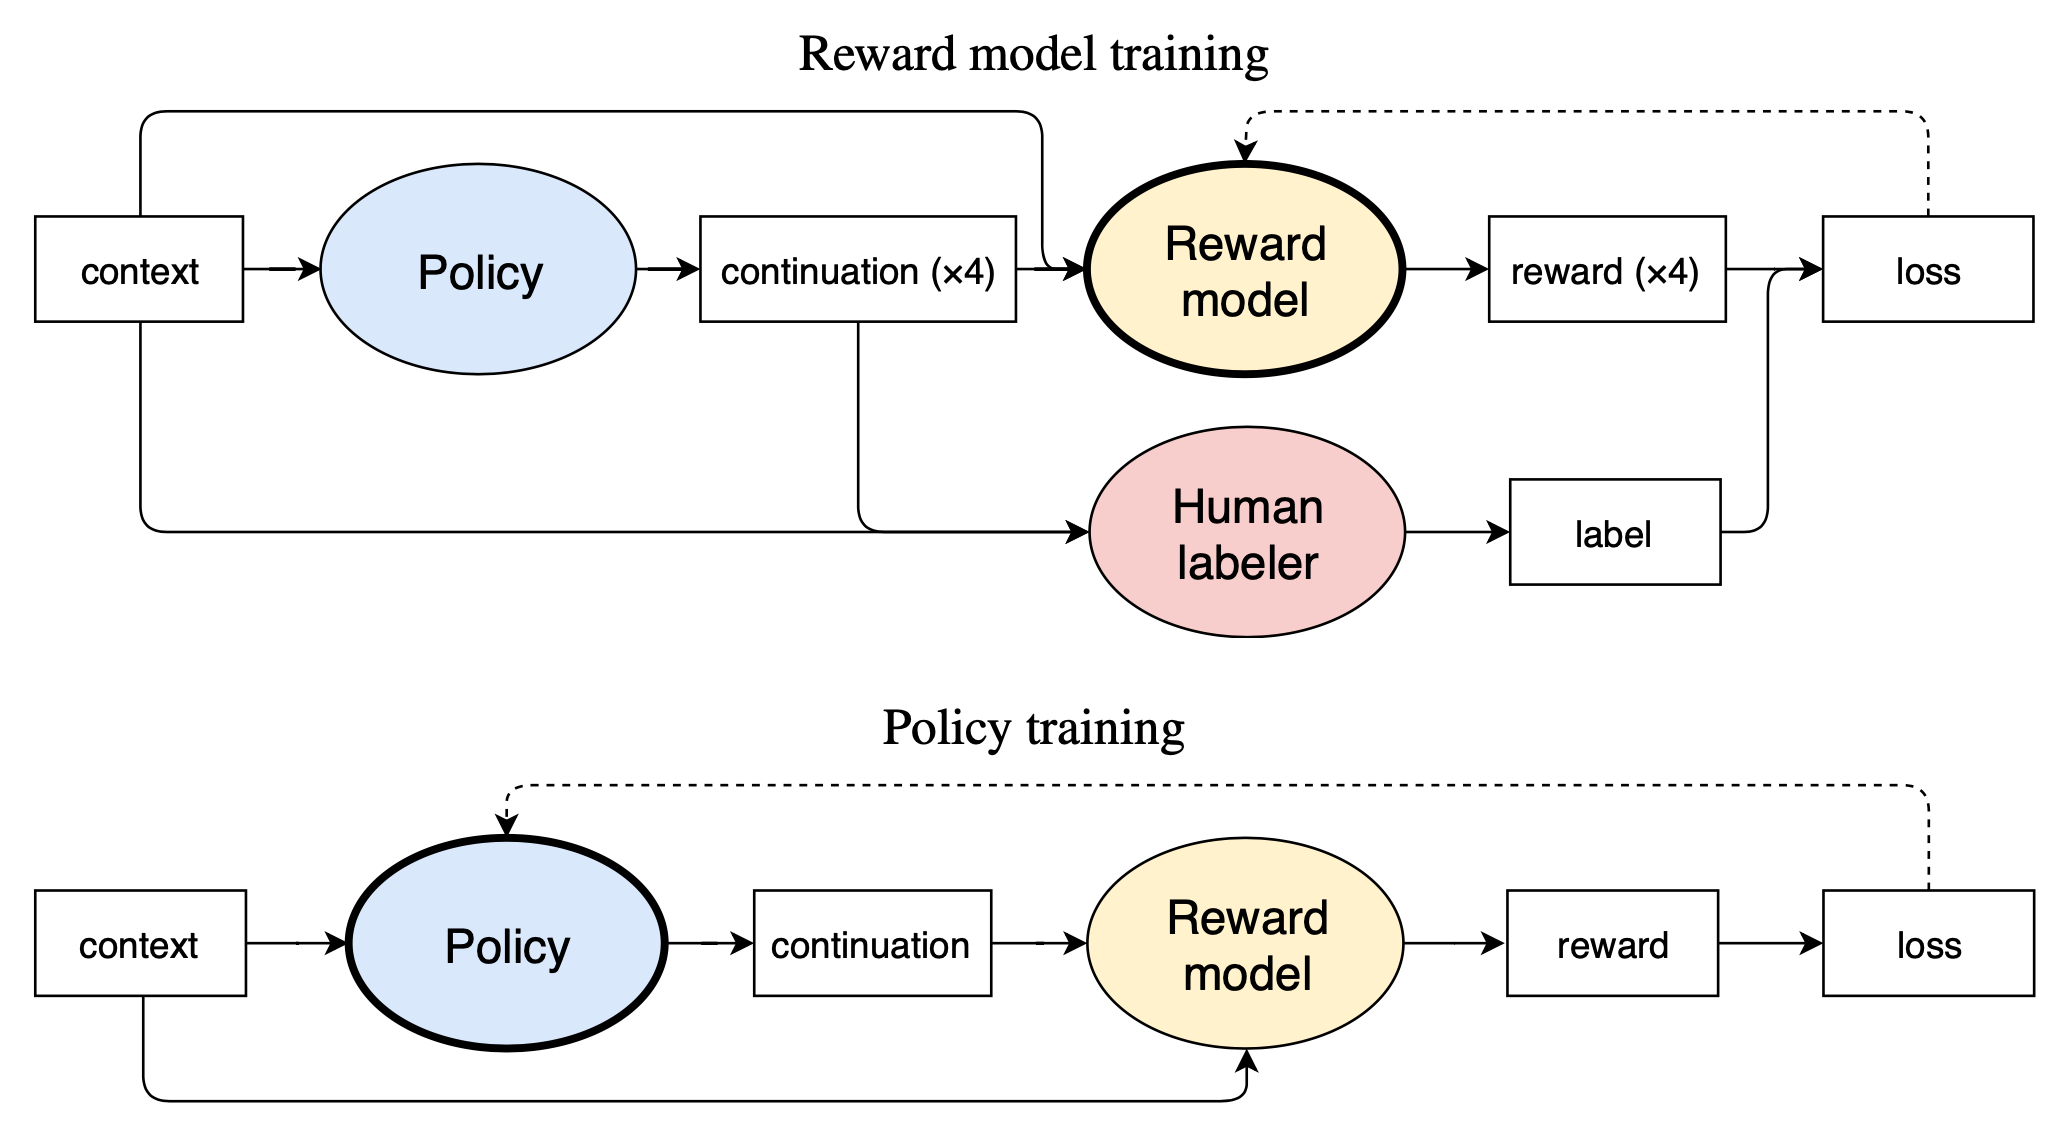 Reward model training
context
Policy
continuation (×4)
Reward
model
reward (×4)
loss
Human
labeler
label
Policy training
context
Policy
continuation
Reward
model
reward
loss